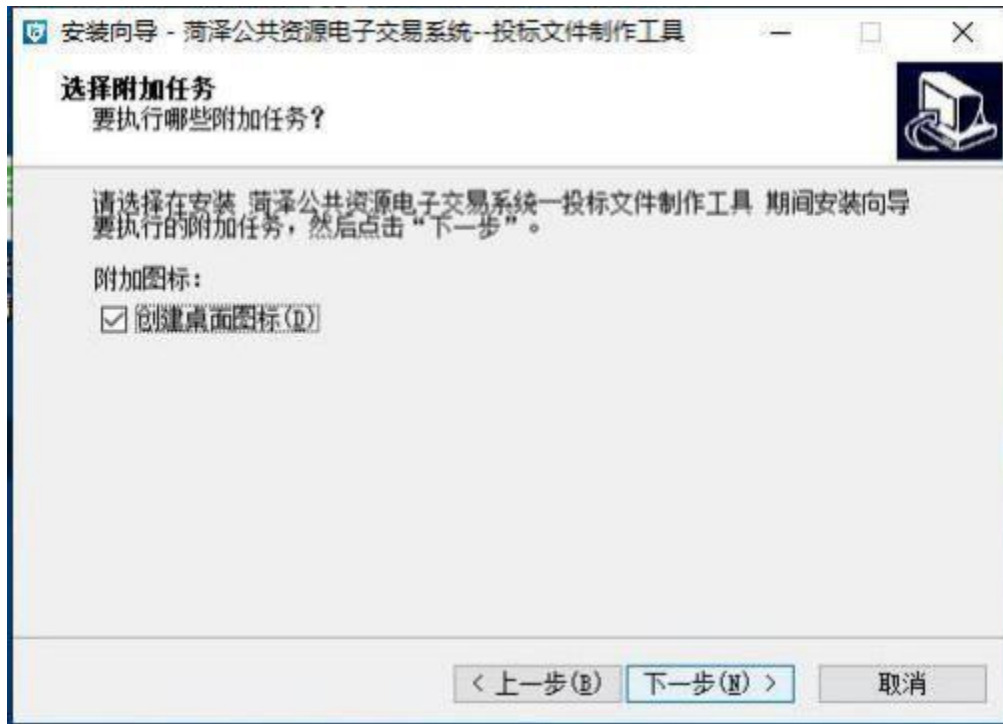 安装向导 - 菏泽公共资源电子交易系统--投标文件制作工具
选择附加任务
要执行哪些附加任务?
请选择在安装 菏泽公共资源电子交易系统--投标文件制作工具 期间安装向导
要执行的附加任务，然后点击“下一步”。
附加图标:
创建桌面图标(D)
< 上一步(B) 下一步(N) > 取消